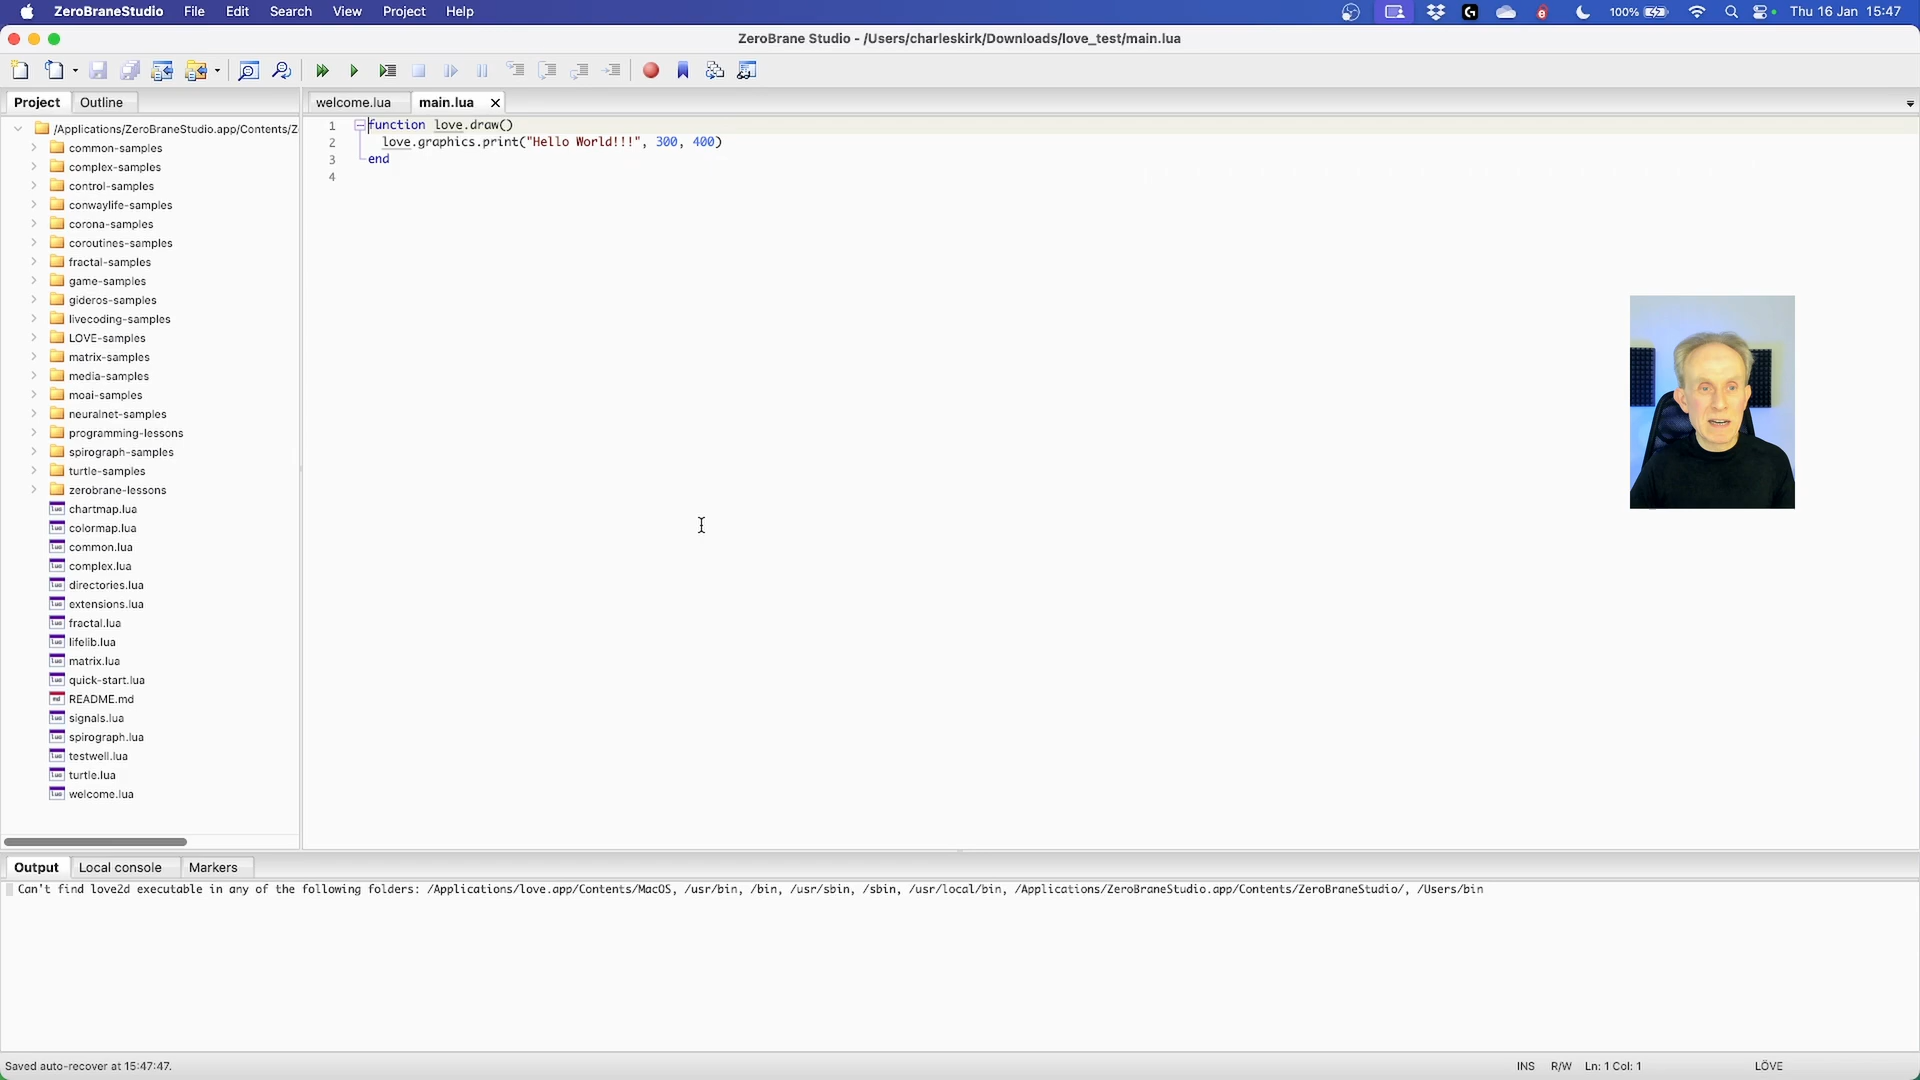 ZeroBraneStudio File Edit Search View Project Help 100% Thu 16 Jan 15:47
ZeroBrane Studio - /Users/charleskirk/Downloads/love_test/main.lua
Project Outline
welcome.lua main.lua
/Applications/ZeroBraneStudio.app/Contents/Z
common-samples
complex-samples
control-samples
conwaylife-samples
corona-samples
coroutines-samples
fractal-samples
game-samples
gideros-samples
livecoding-samples
LOVE-samples
matrix-samples
media-samples
moai-samples
neuralnet-samples
programming-lessons
spirograph-samples
turtle-samples
zerobrane-lessons
chartmap.lua
colormap.lua
common.lua
complex.lua
directories.lua
extensions.lua
fractal.lua
lifelib.lua
matrix.lua
quick-start.lua
README.md
signals.lua
spirograph.lua
testwell.lua
turtle.lua
welcome.lua
1 function love.draw()
2 love.graphics.print("Hello World!!!", 300, 400)
3 end
4
Output Local console Markers
Can't find love2d executable in any of the following folders: /Applications/love.app/Contents/MacOS, /usr/bin, /bin, /usr/sbin, /sbin, /usr/local/bin, /Applications/ZeroBraneStudio.app/Contents/ZeroBraneStudio/, /Users/bin
Saved auto-recover at 15:47:47. INS R/W Ln: 1 Col: 1 LÖVE